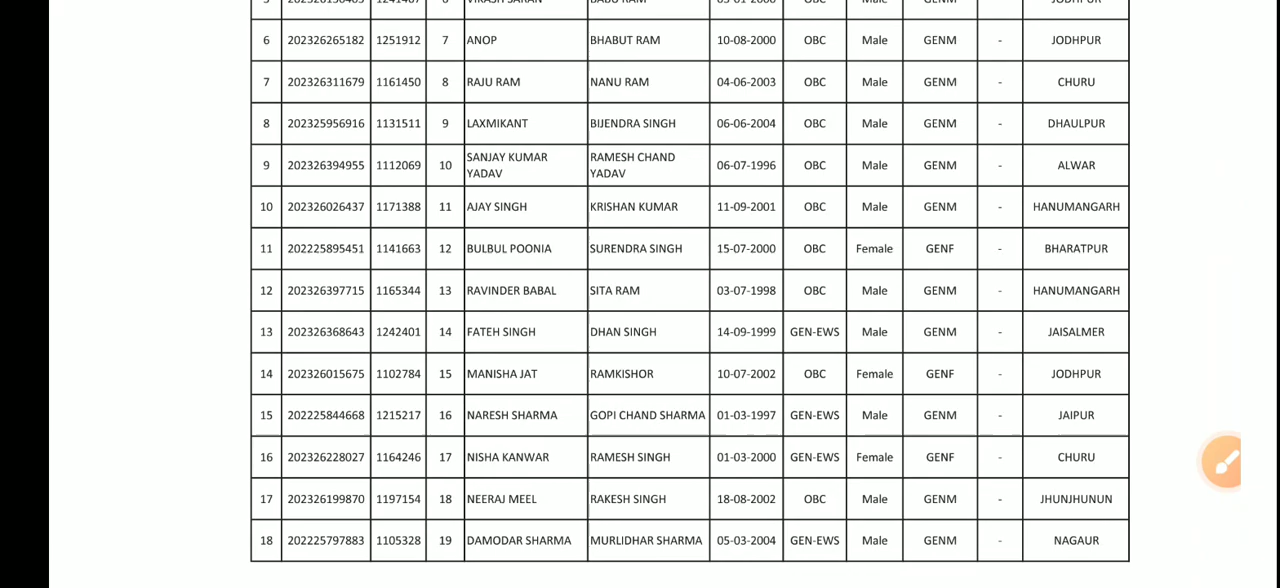 6 202326265182 1251912 7 ANOP BHABUT RAM 10-08-2000 OBC Male GENM - JODHPUR
7 202326311679 1161450 8 RAJU RAM NANU RAM 04-06-2003 OBC Male GENM - CHURU
8 202325956916 1131511 9 LAXMIKANT BIJENDRA SINGH 06-06-2004 OBC Male GENM - DHAULPUR
9 202326394955 1112069 10 SANJAY KUMAR YADAV RAMESH CHAND YADAV 06-07-1996 OBC Male GENM - ALWAR
10 202326026437 1171388 11 AJAY SINGH KRISHAN KUMAR 11-09-2001 OBC Male GENM - HANUMANGARH
11 202225895451 1141663 12 BULBUL POONIA SURENDRA SINGH 15-07-2000 OBC Female GENF - BHARATPUR
12 202326397715 1165344 13 RAVINDER BABAL SITA RAM 03-07-1998 OBC Male GENM - HANUMANGARH
13 202326368643 1242401 14 FATEH SINGH DHAN SINGH 14-09-1999 GEN-EWS Male GENM - JAISALMER
14 202326015675 1102784 15 MANISHA JAT RAMKISHOR 10-07-2002 OBC Female GENF - JODHPUR
15 202225844668 1215217 16 NARESH SHARMA GOPI CHAND SHARMA 01-03-1997 GEN-EWS Male GENM - JAIPUR
16 202326228027 1164246 17 NISHA KANWAR RAMESH SINGH 01-03-2000 GEN-EWS Female GENF - CHURU
17 202326199870 1197154 18 NEERAJ MEEL RAKESH SINGH 18-08-2002 OBC Male GENM - JHUNJHUNUN
18 202225797883 1105328 19 DAMODAR SHARMA MURLIDHAR SHARMA 05-03-2004 GEN-EWS Male GENM - NAGAUR